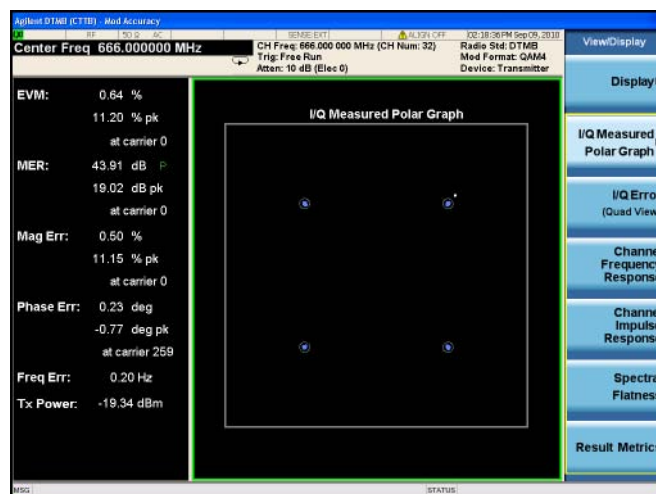 Agilent DTMB (CTTB) - Mod Accuracy
RF 50 Ω AC SENSE:EXT ALIGN OFF 02:18:36 PM Sep 09, 2010
Center Freq 666.000000 MHz
CH Freq: 666.000 000 MHz (CH Num: 32)
Trig: Free Run
Atten: 10 dB (Elec 0)
Radio Std: DTMB
Mod Format: QAM4
Device: Transmitter
EVM: 0.64 %
11.20 % pk
at carrier 0
MER: 43.91 dB P
19.02 dB pk
at carrier 0
Mag Err: 0.50 %
11.15 % pk
at carrier 0
Phase Err: 0.23 deg
-0.77 deg pk
at carrier 259
Freq Err: 0.20 Hz
Tx Power: -19.34 dBm
I/Q Measured Polar Graph
View/Display
Display
I/Q Measured
Polar Graph
I/Q Erro
(Quad View
Channe
Frequency
Respons
Channe
Impuls
Respons
Spectra
Flatnes
Result Metric
MSG STATUS